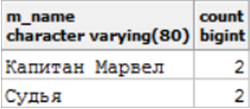 m_name count
character varying(80) bigint
Капитан Марвел 2
Судья 2